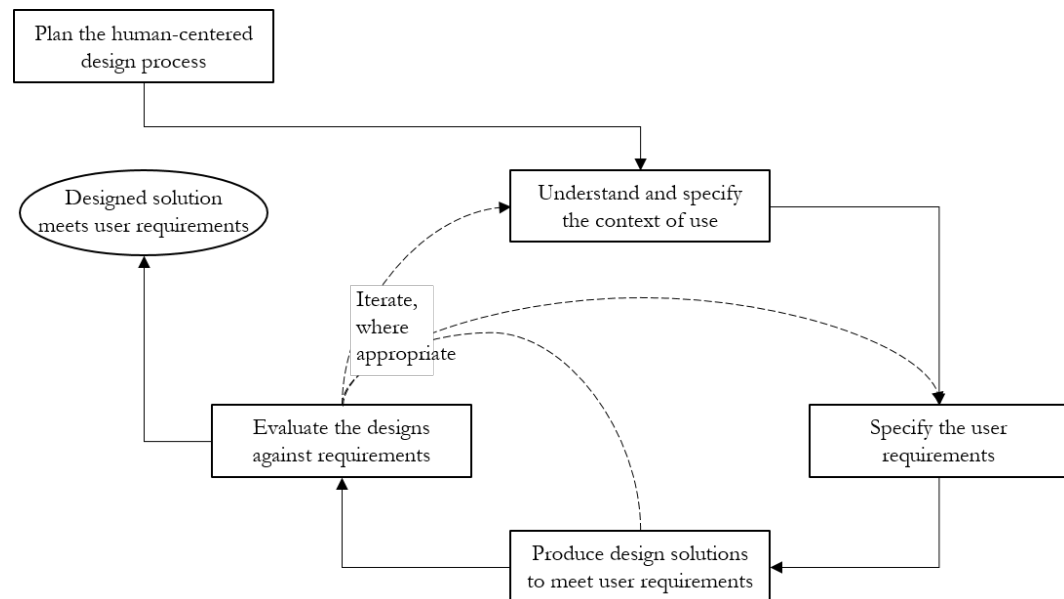 Plan the human-centered
design process
Designed solution
meets user requirements
Understand and specify
the context of use
Iterate,
where
appropriate
Evaluate the designs
against requirements
Specify the user
requirements
Produce design solutions
to meet user requirements